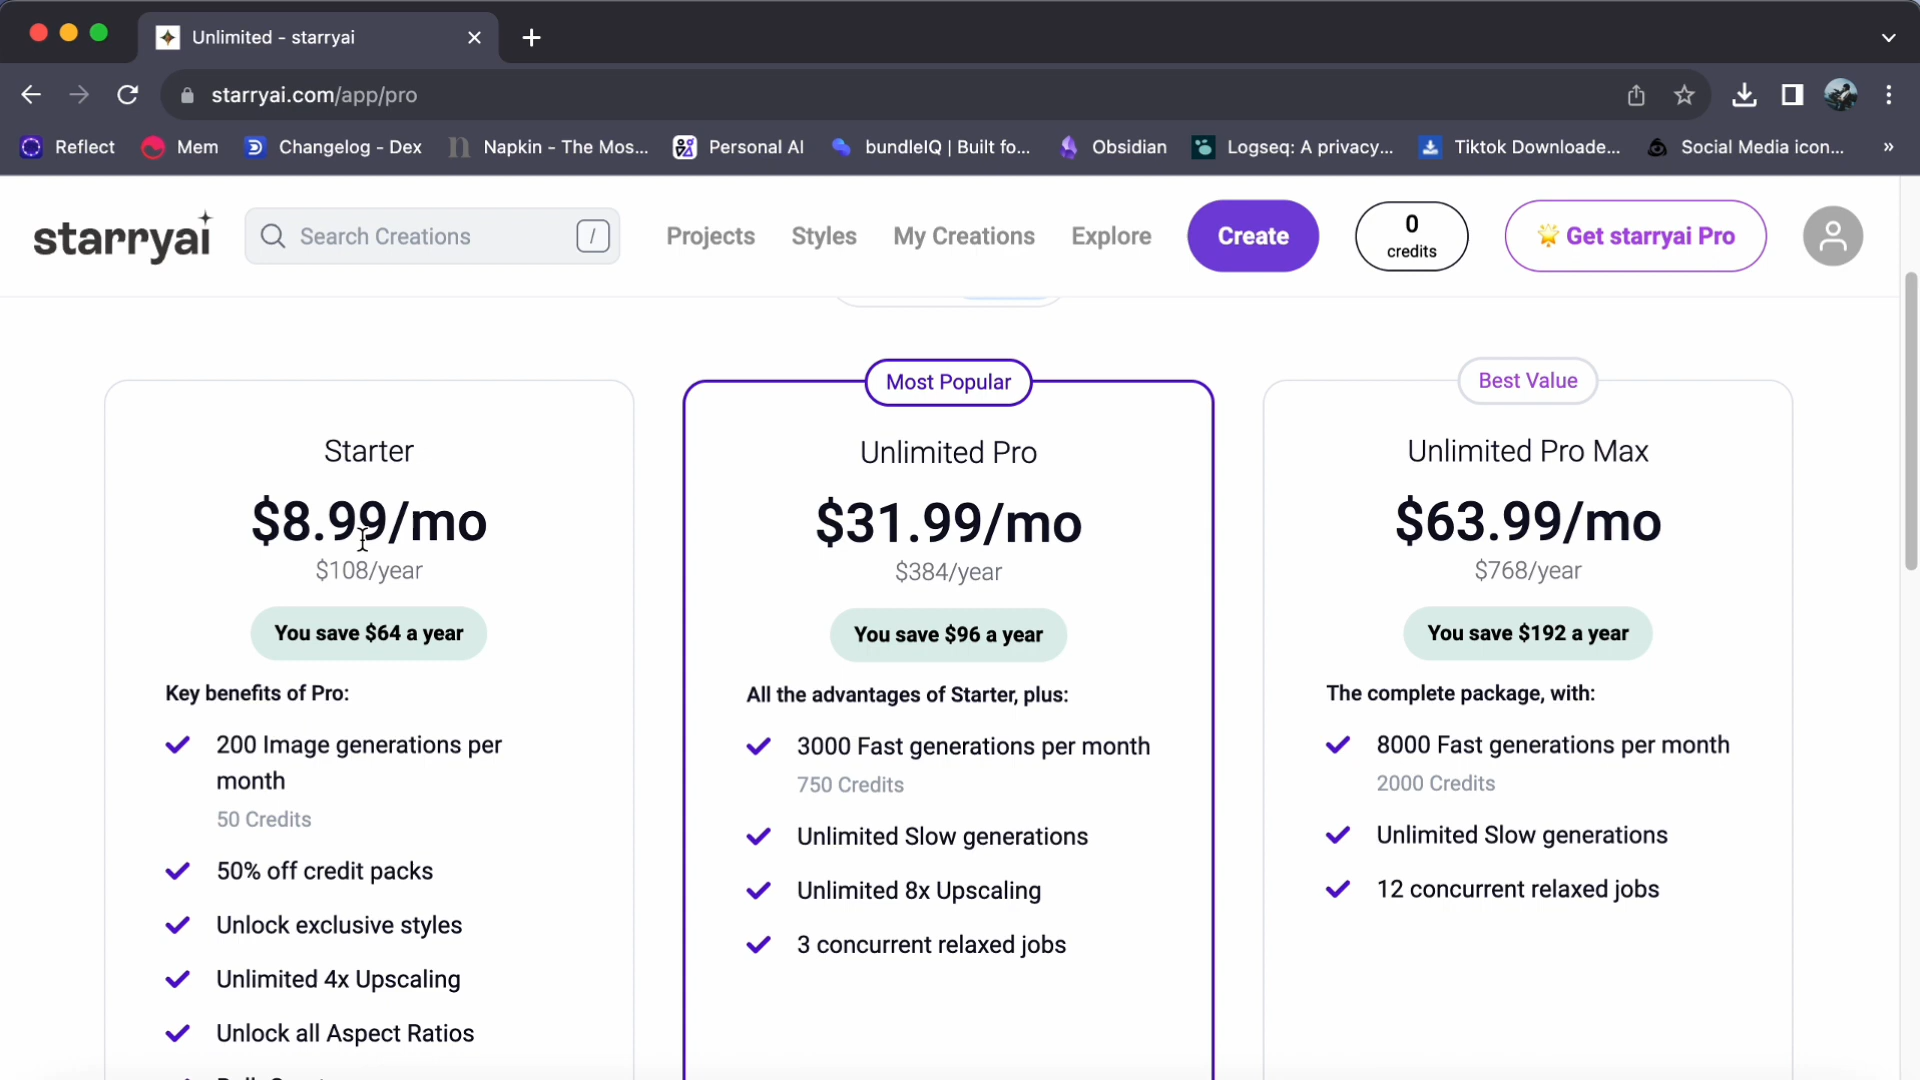 Unlimited - starryai
starryai.com/app/pro
Reflect
Mem
Changelog - Dex
Napkin - The Mos...
Personal AI
bundleIQ | Built fo...
Obsidian
Logseq: A privacy...
Tiktok Downloade...
Social Media icon...
»
starryai
Search Creations
/
Projects
Styles
My Creations
Explore
Create
0
credits
Get starryai Pro
Starter
$8.99/mo
$108/year
You save $64 a year
Key benefits of Pro:
200 Image generations per
month
50 Credits
50% off credit packs
Unlock exclusive styles
Unlimited 4x Upscaling
Unlock all Aspect Ratios
Most Popular
Unlimited Pro
$31.99/mo
$384/year
You save $96 a year
All the advantages of Starter, plus:
3000 Fast generations per month
750 Credits
Unlimited Slow generations
Unlimited 8x Upscaling
3 concurrent relaxed jobs
Best Value
Unlimited Pro Max
$63.99/mo
$768/year
You save $192 a year
The complete package, with:
8000 Fast generations per month
2000 Credits
Unlimited Slow generations
12 concurrent relaxed jobs